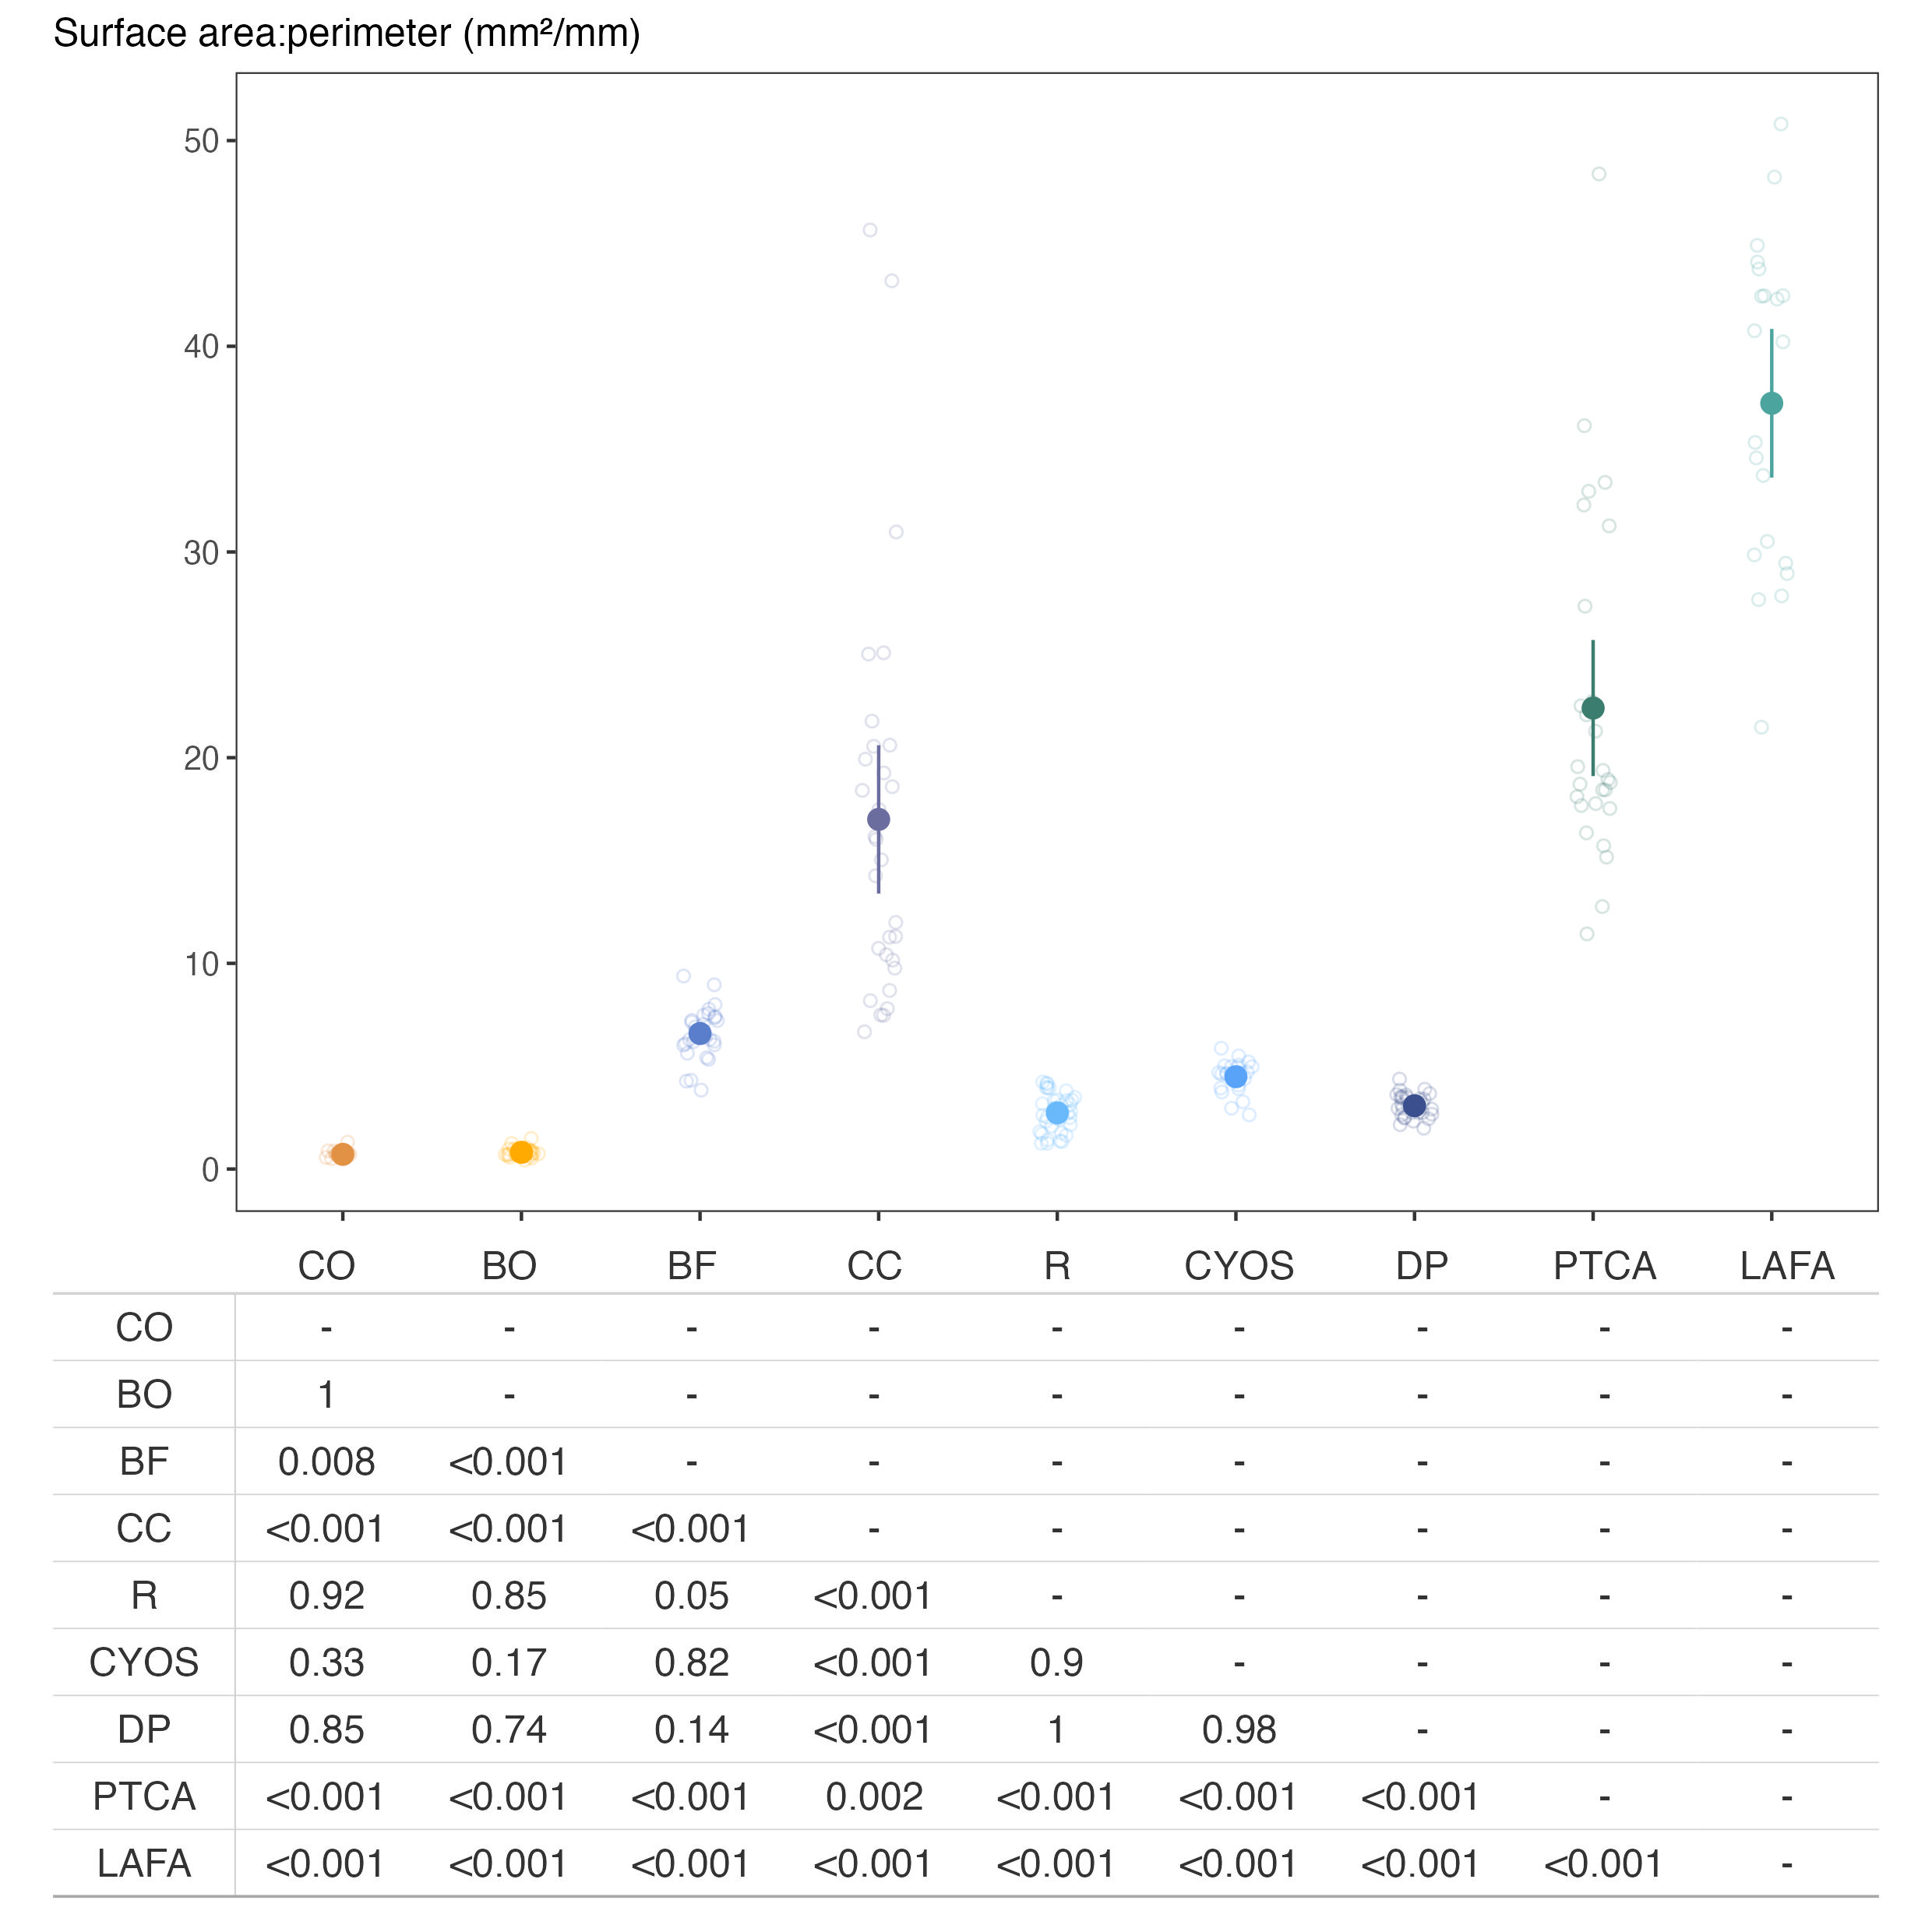 Surface area:perimeter (mm²/mm)
50
40
30
20
10
0
CO BO BF CC R CYOS DP PTCA LAFA
CO - - - - - - - - -
BO 1 - - - - - - - -
BF 0.008 <0.001 - - - - - - -
CC <0.001 <0.001 <0.001 - - - - - -
R 0.92 0.85 0.05 <0.001 - - - - -
CYOS 0.33 0.17 0.82 <0.001 0.9 - - - -
DP 0.85 0.74 0.14 <0.001 1 0.98 - - -
PTCA <0.001 <0.001 <0.001 0.002 <0.001 <0.001 <0.001 - -
LAFA <0.001 <0.001 <0.001 <0.001 <0.001 <0.001 <0.001 <0.001 -